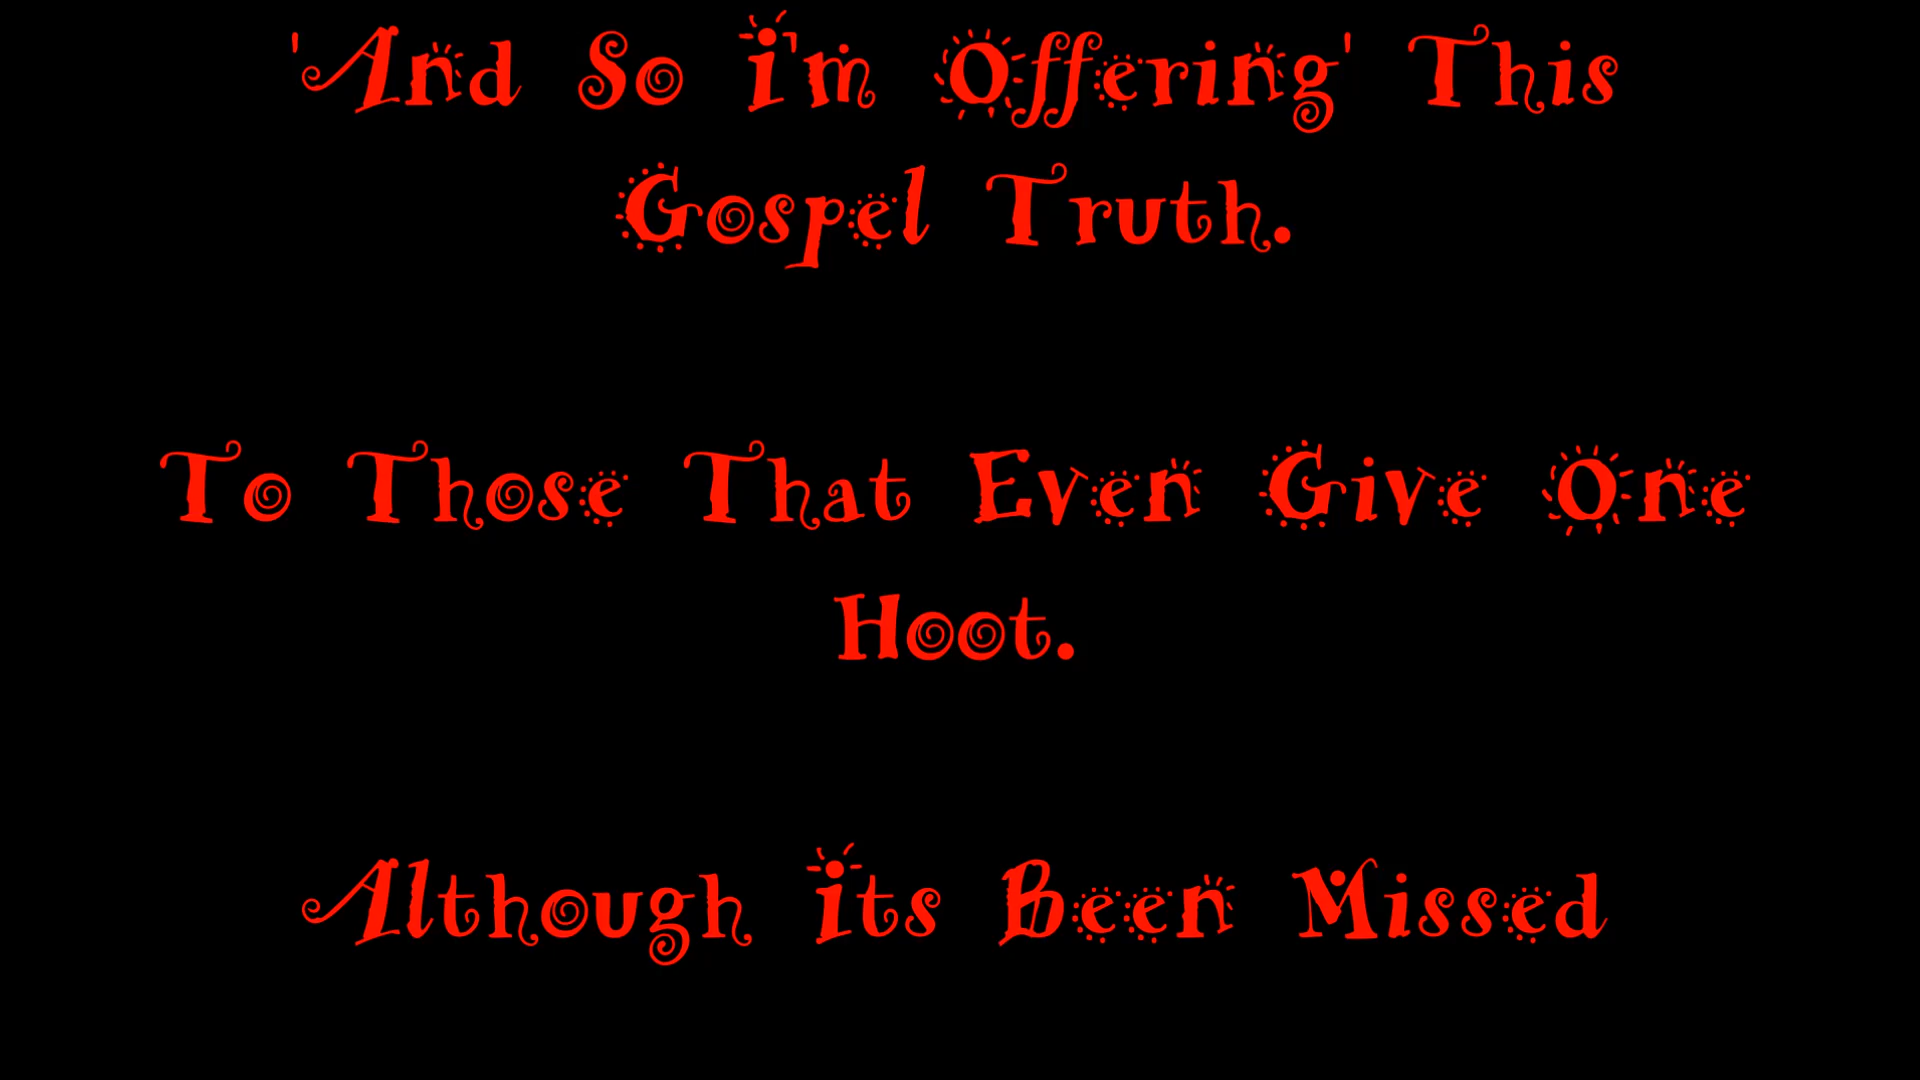 'And So I'm Offering' This
Gospel Truth.
To Those That Even Give One
Hoot.
Although Its Been Missed